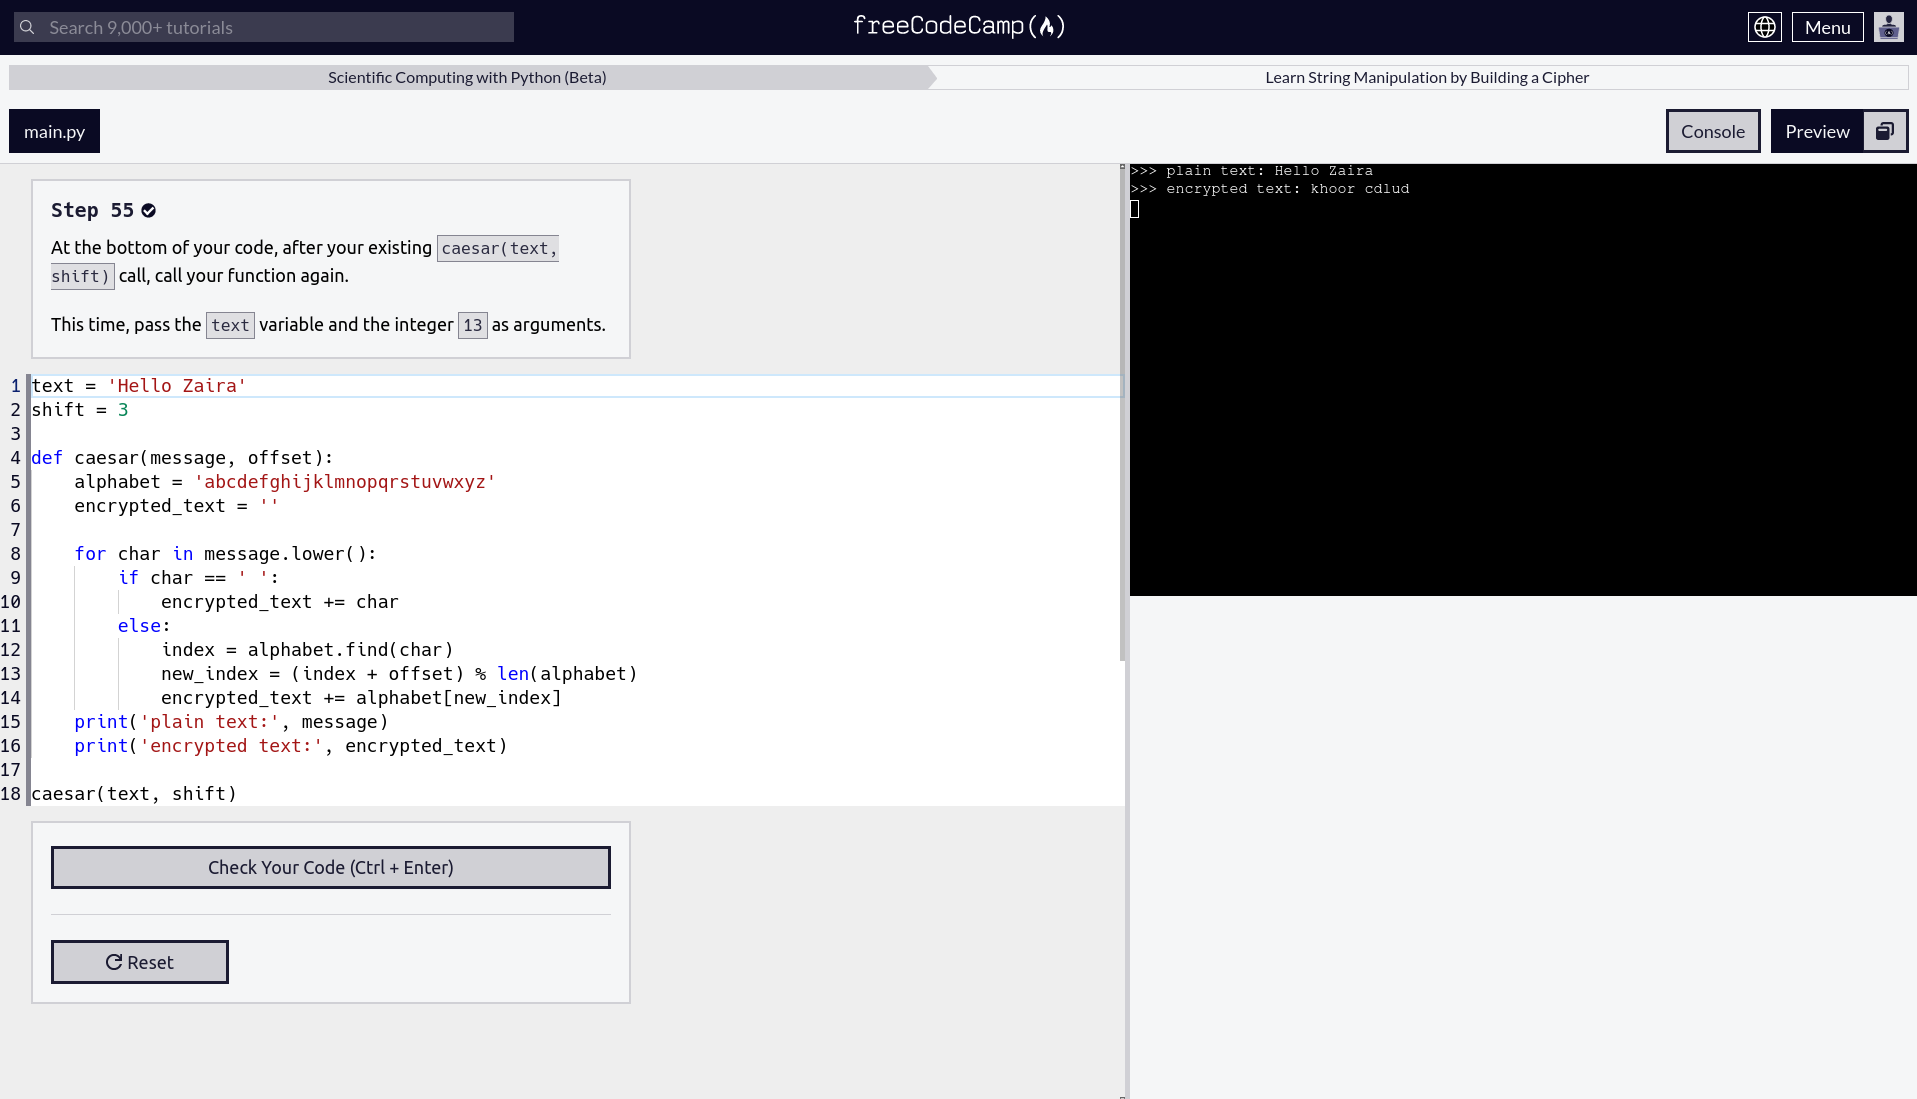 Search 9,000+ tutorials
freeCodeCamp
Menu
Scientific Computing with Python (Beta)
Learn String Manipulation by Building a Cipher
main.py
Console
Preview
Step 55
At the bottom of your code, after your existing caesar(text,
shift) call, call your function again.
This time, pass the text variable and the integer 13 as arguments.
1 text = 'Hello Zaira'
2 shift = 3
3
4 def caesar(message, offset):
5     alphabet = 'abcdefghijklmnopqrstuvwxyz'
6     encrypted_text = ''
7
8     for char in message.lower():
9         if char == ' ':
10             encrypted_text += char
11         else:
12             index = alphabet.find(char)
13             new_index = (index + offset) % len(alphabet)
14             encrypted_text += alphabet[new_index]
15     print('plain text:', message)
16     print('encrypted text:', encrypted_text)
17
18 caesar(text, shift)
Check Your Code (Ctrl + Enter)
Reset
>>> plain text: Hello Zaira
>>> encrypted text: khoor cdlud